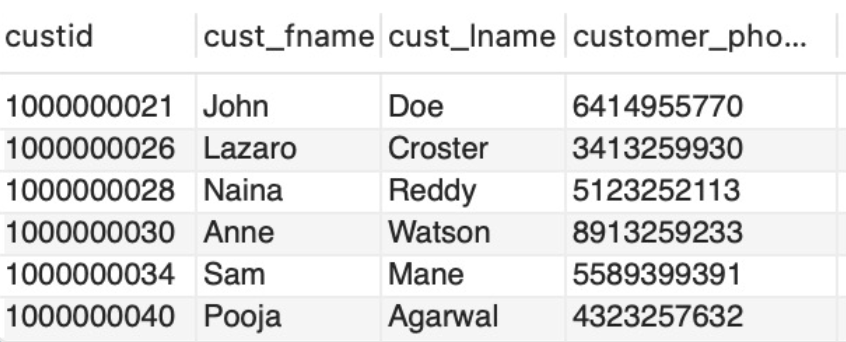 custid cust_fname cust_lname customer_pho...
1000000021 John Doe 6414955770
1000000026 Lazaro Croster 3413259930
1000000028 Naina Reddy 5123252113
1000000030 Anne Watson 8913259233
1000000034 Sam Mane 5589399391
1000000040 Pooja Agarwal 4323257632